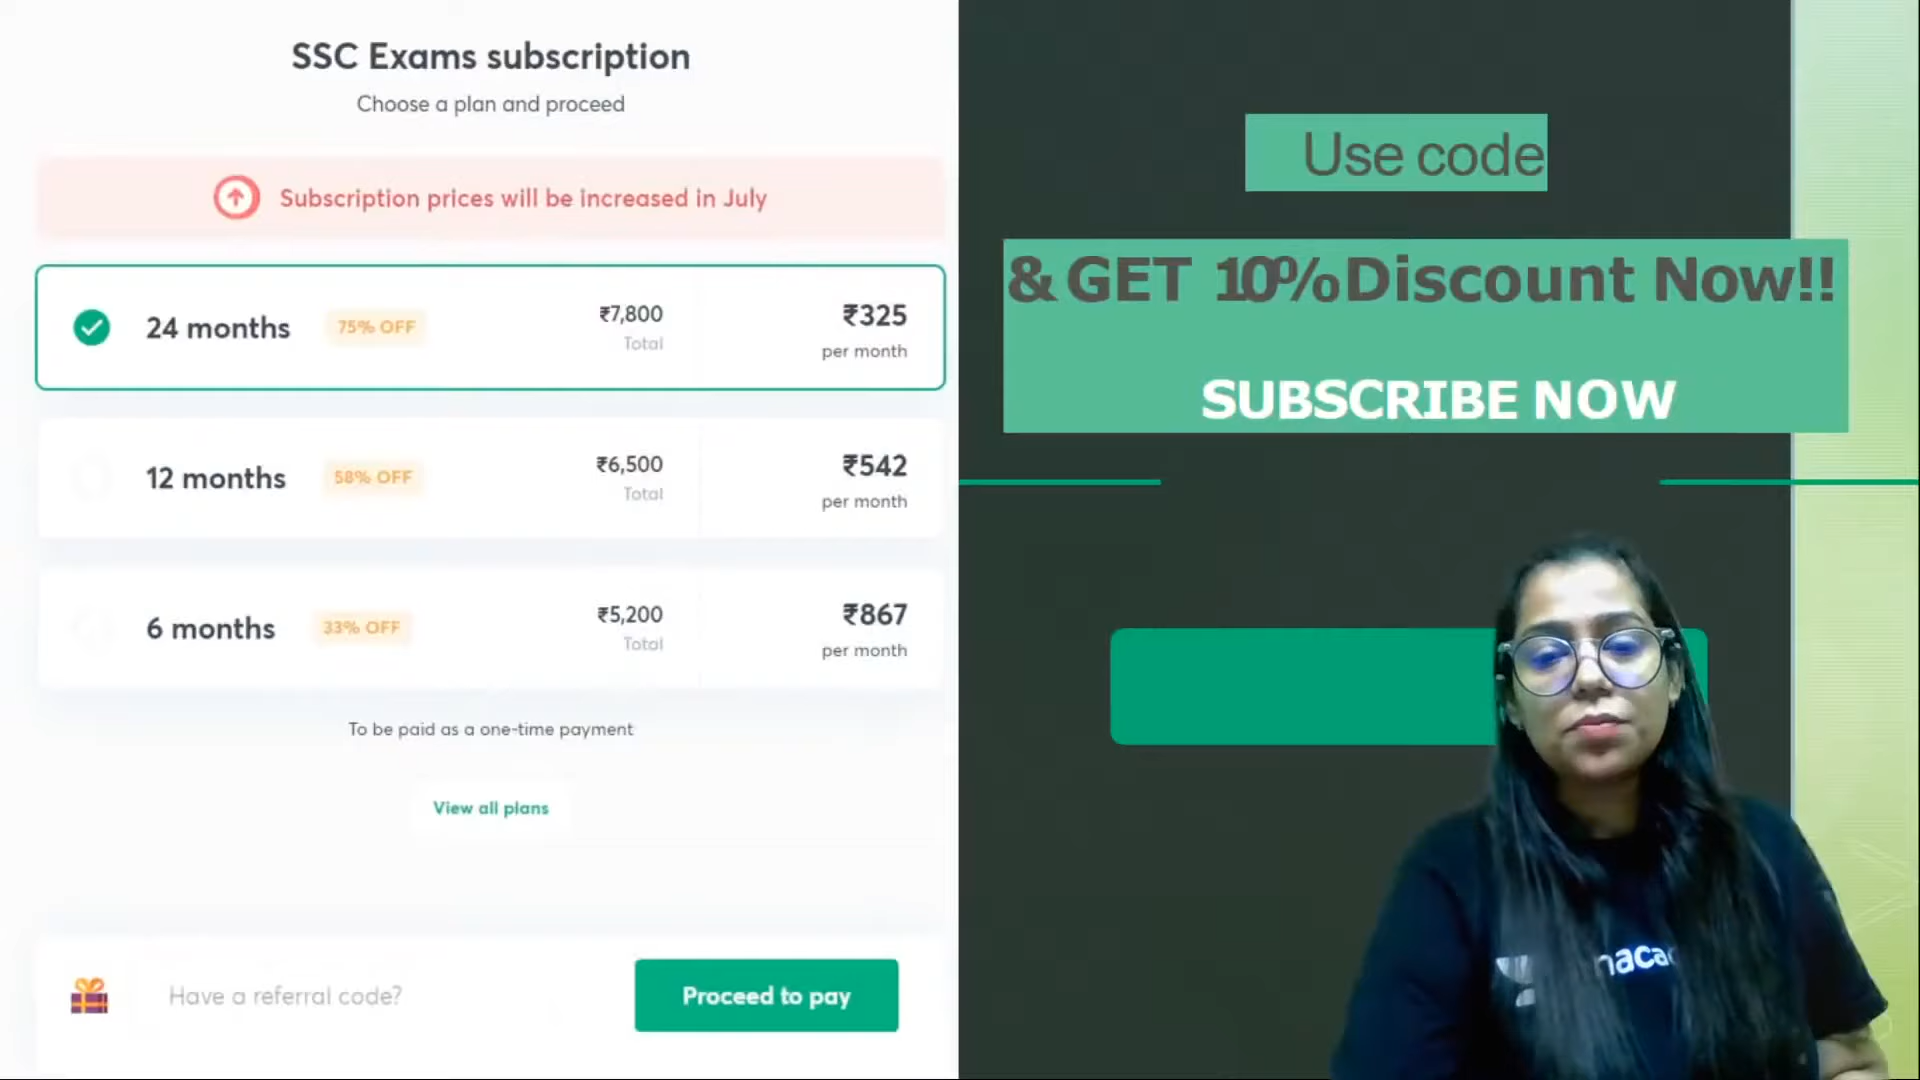 SSC Exams subscription
Choose a plan and proceed
Subscription prices will be increased in July
24 months 75% OFF ₹7,800 Total ₹325 per month
12 months 58% OFF ₹6,500 Total ₹542 per month
6 months 33% OFF ₹5,200 Total ₹867 per month
To be paid as a one-time payment
View all plans
Have a referral code?
Proceed to pay
Use code
& GET 10% Discount Now!!
SUBSCRIBE NOW